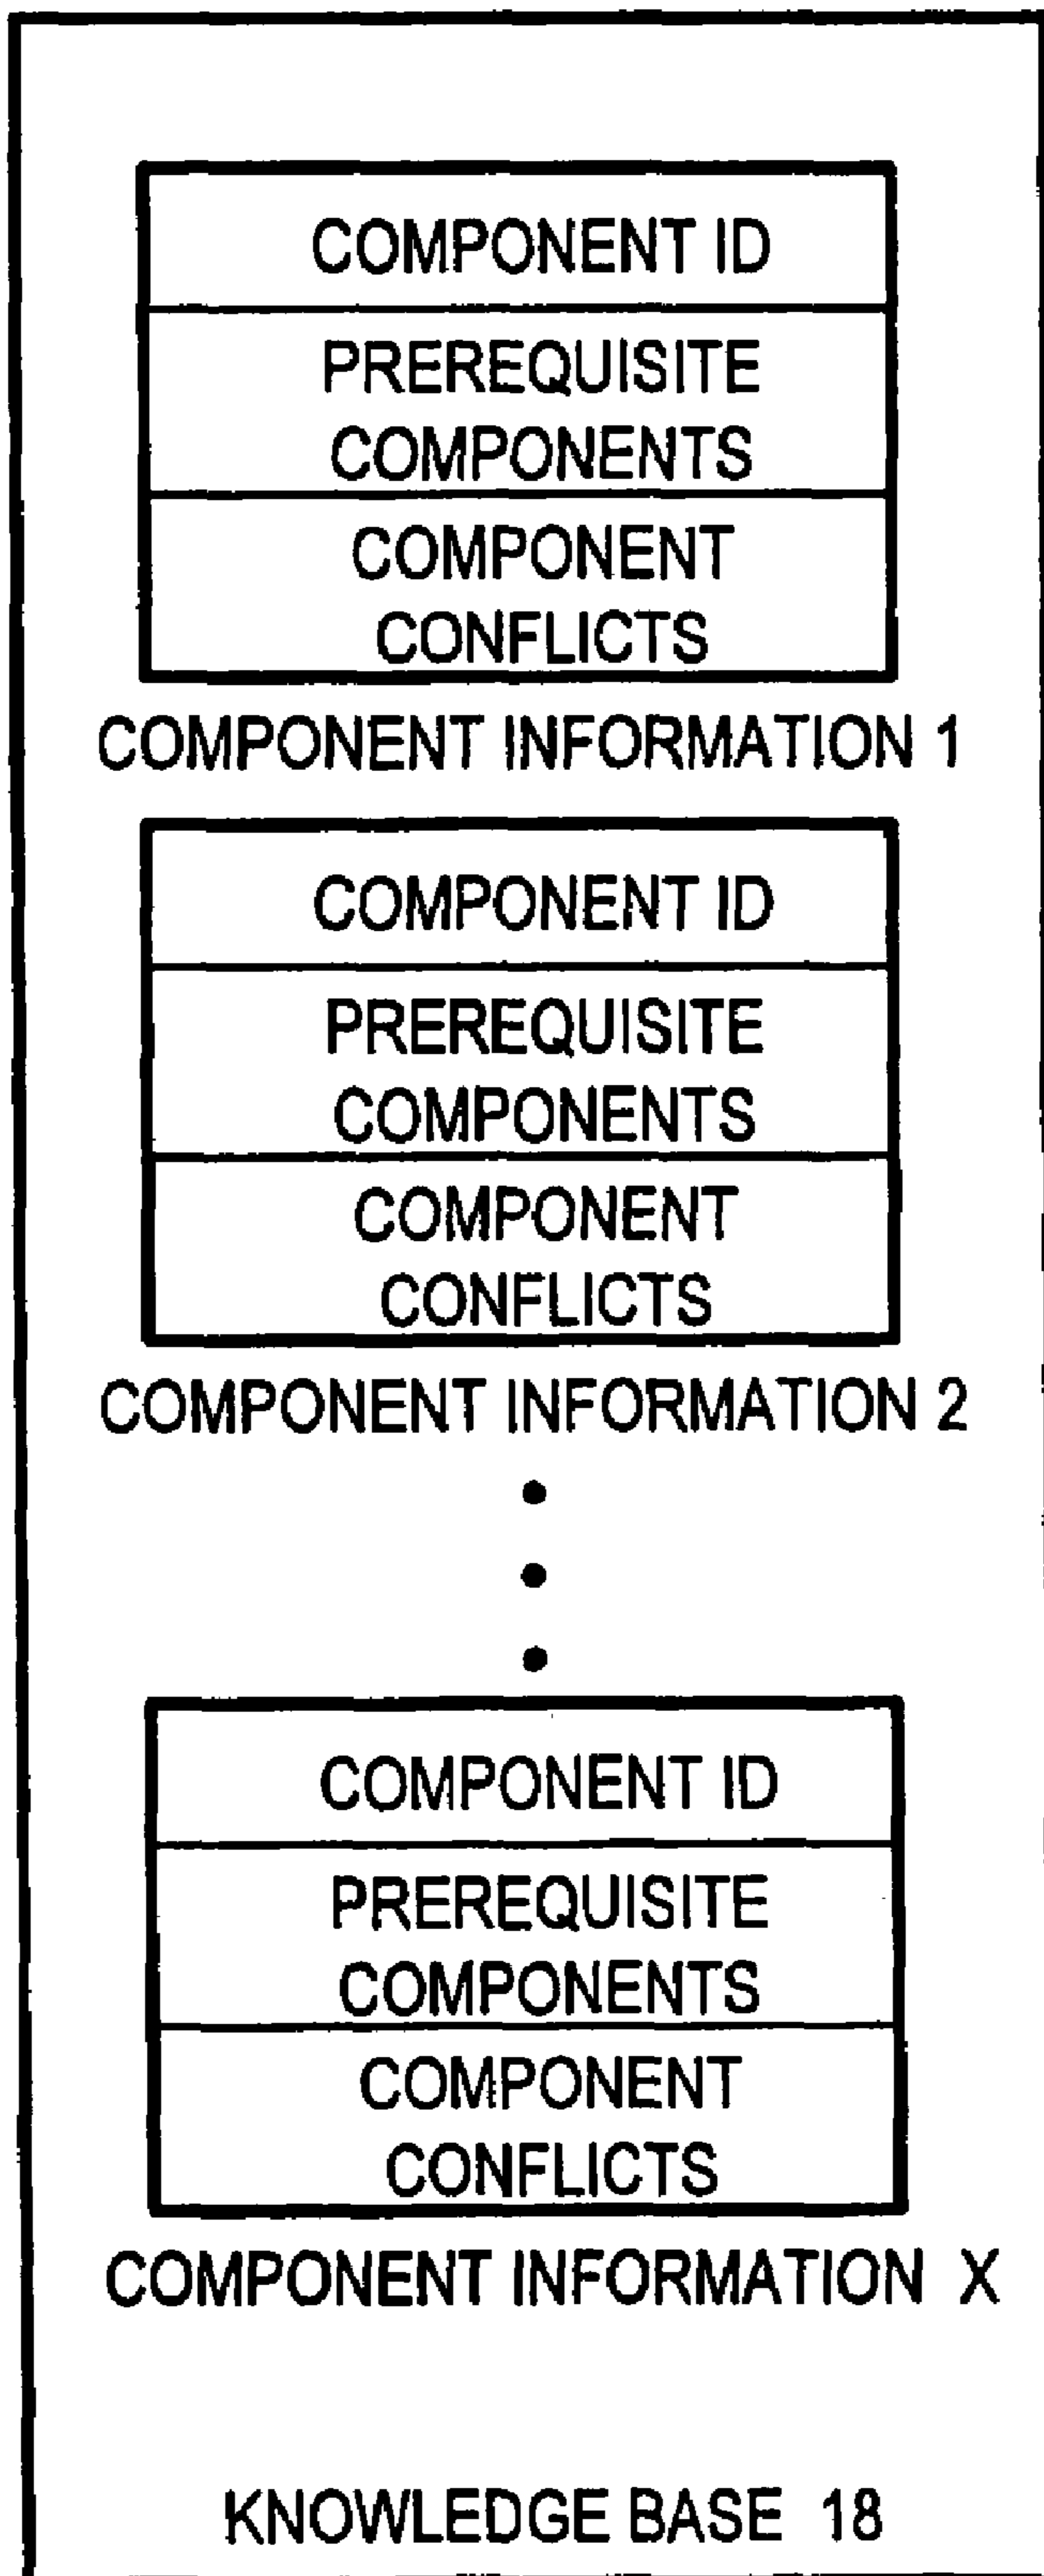 COMPONENT ID
PREREQUISITE
COMPONENTS
COMPONENT
CONFLICTS
COMPONENT INFORMATION 1
COMPONENT ID
PREREQUISITE
COMPONENTS
COMPONENT
CONFLICTS
COMPONENT INFORMATION 2
COMPONENT ID
PREREQUISITE
COMPONENTS
COMPONENT
CONFLICTS
COMPONENT INFORMATION X
KNOWLEDGE BASE 18